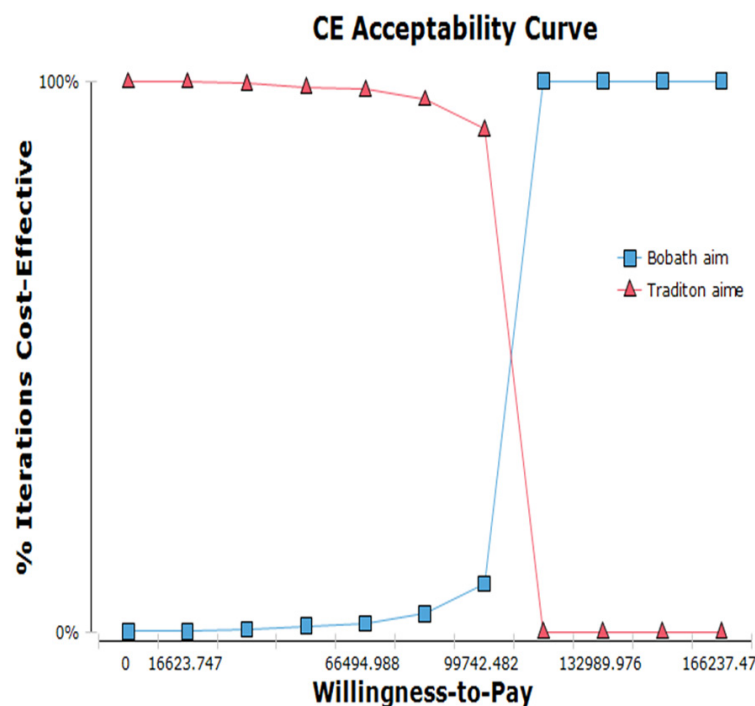 CE Acceptability Curve
100%
% Iterations Cost-Effective
Bobath aim
Traditon aime
0%
0 16623.747 66494.988 99742.482 132989.976 166237.47
Willingness-to-Pay